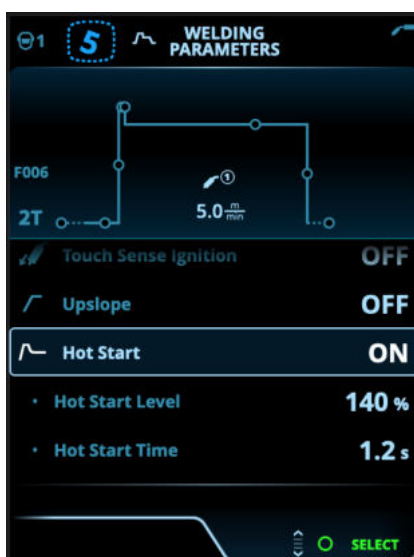 1 5 WELDING
PARAMETERS
F006
1
2T 5.0 m/min
Touch Sense Ignition OFF
Upslope OFF
Hot Start ON
• Hot Start Level 140 %
• Hot Start Time 1.2 s
SELECT